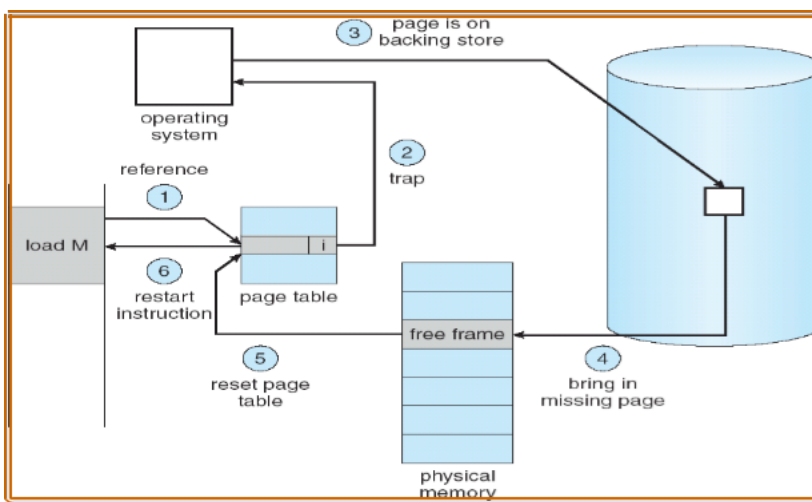 3
page is on
backing store
operating
system
2
trap
reference
1
load M
i
6
restart
instruction
page table
free frame
5
reset page
table
4
bring in
missing page
physical
memory